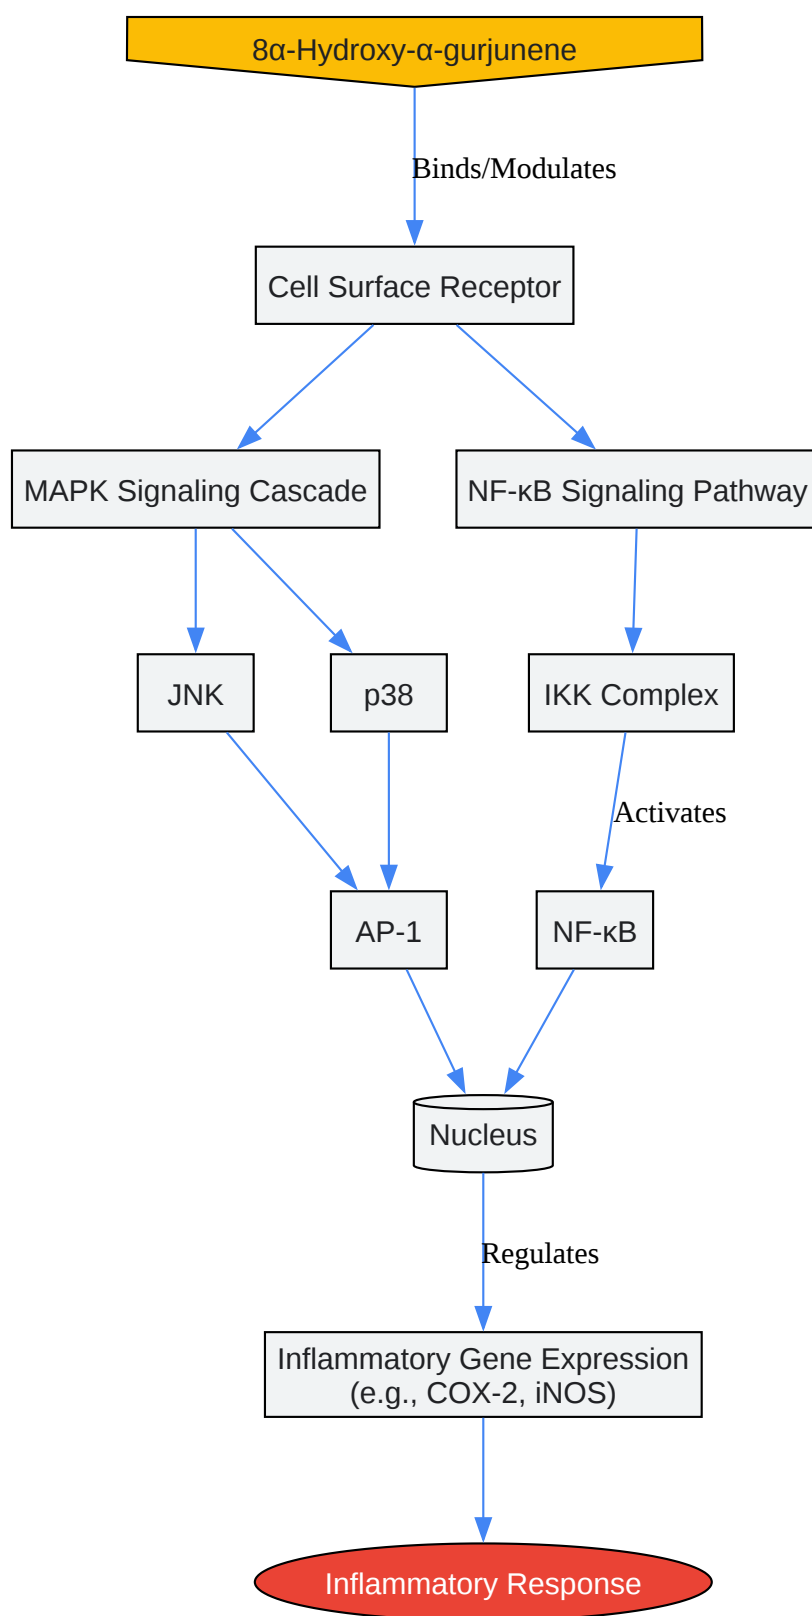 8α-Hydroxy-α-gurjunene
Binds/Modulates
Cell Surface Receptor
MAPK Signaling Cascade
NF-κB Signaling Pathway
JNK
p38
IKK Complex
Activates
AP-1
NF-κB
Nucleus
Regulates
Inflammatory Gene Expression
(e.g., COX-2, iNOS)
Inflammatory Response